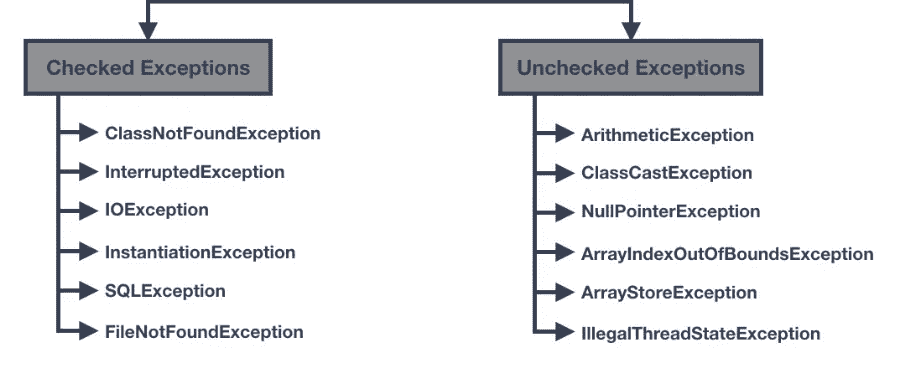 Checked Exceptions
ClassNotFoundException
InterruptedException
IOException
InstantiationException
SQLException
FileNotFoundException
Unchecked Exceptions
ArithmeticException
ClassCastException
NullPointerException
ArrayIndexOutOfBoundsException
ArrayStoreException
IllegalThreadStateException